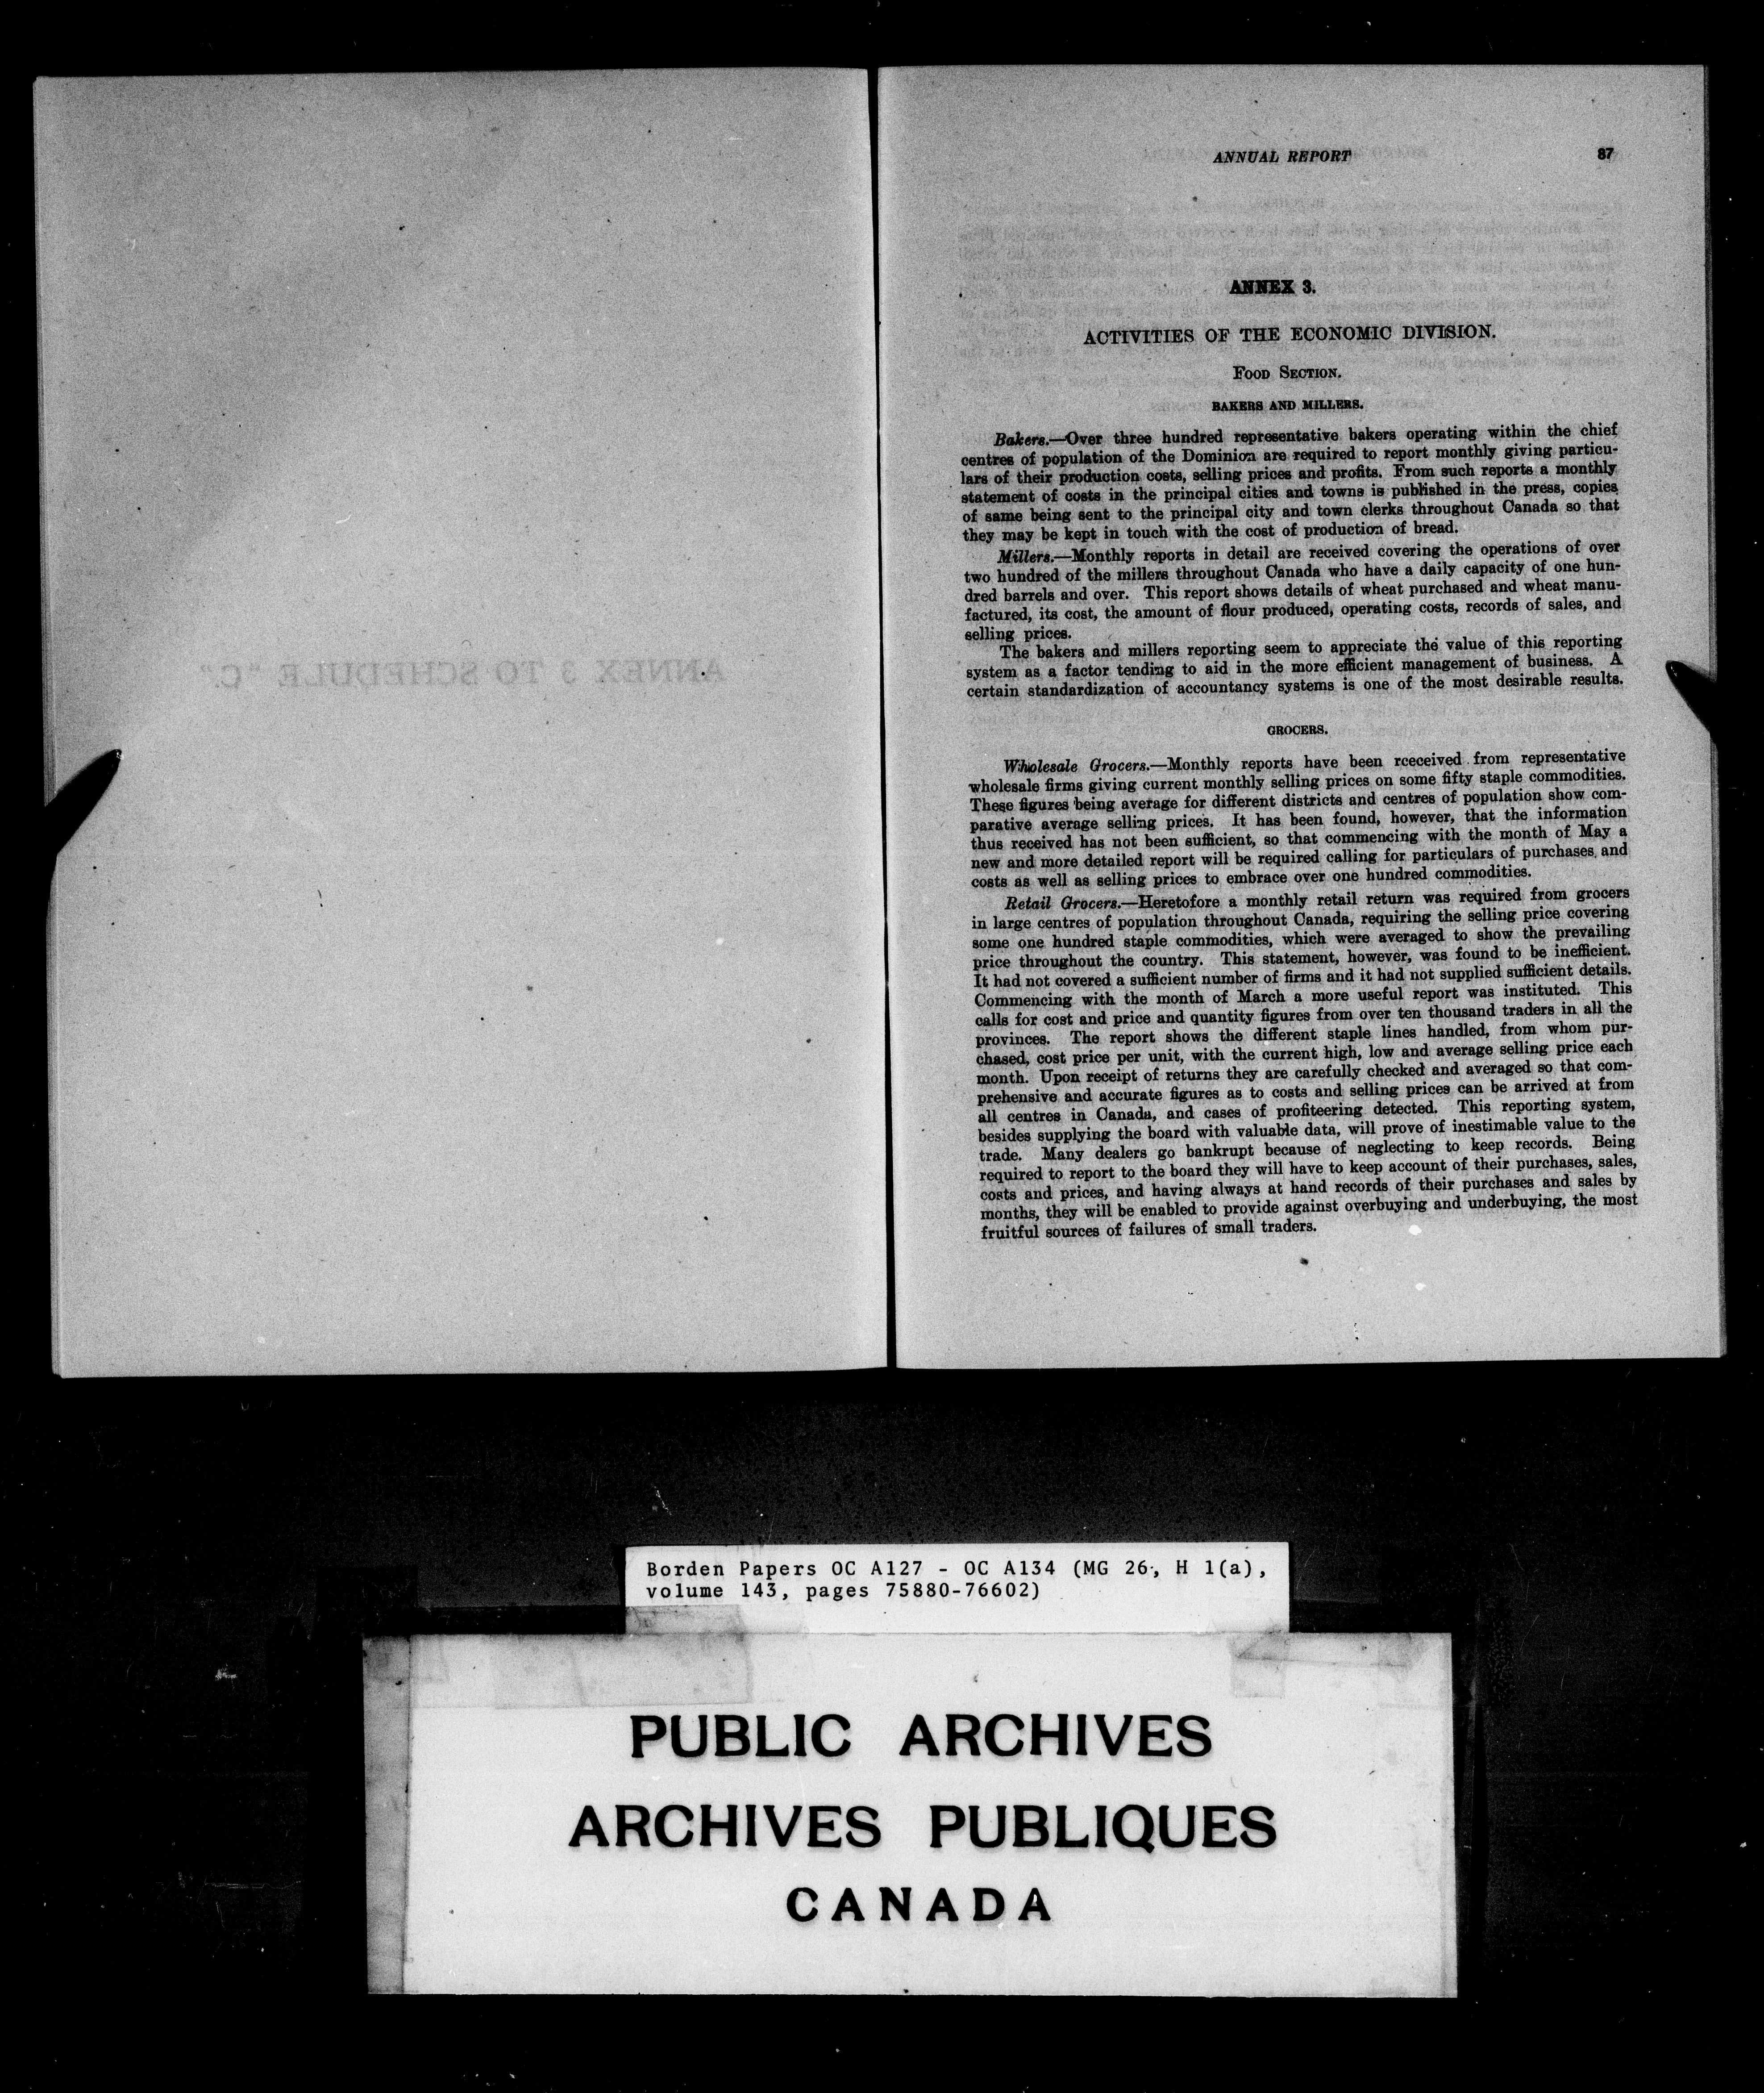 ANNEX 3 TO SCHEDULE "C"
ANNUAL REPORT 87
ANNEX 3.
ACTIVITIES OF THE ECONOMIC DIVISION.
FOOD SECTION.
BAKERS AND MILLERS.
Bakers.—Over three hundred representative bakers operating within the chief
centres of population of the Dominion are required to report monthly giving particu-
lars of their production costs, selling prices and profits. From such reports a monthly
statement of costs in the principal cities and towns is published in the press, copies
of same being sent to the principal city and town clerks throughout Canada so that
they may be kept in touch with the cost of production of bread.
Millers.—Monthly reports in detail are received covering the operations of over
two hundred of the millers throughout Canada who have a daily capacity of one hun-
dred barrels and over. This report shows details of wheat purchased and wheat manu-
factured, its cost, the amount of flour produced, operating costs, records of sales, and
selling prices.
The bakers and millers reporting seem to appreciate the value of this reporting
system as a factor tending to aid in the more efficient management of business. A
certain standardization of accountancy systems is one of the most desirable results.
GROCERS.
Wholesale Grocers.—Monthly reports have been rceceived from representative
wholesale firms giving current monthly selling prices on some fifty staple commodities.
These figures being average for different districts and centres of population show com-
parative average selling prices. It has been found, however, that the information
thus received has not been sufficient, so that commencing with the month of May a
new and more detailed report will be required calling for particulars of purchases and
costs as well as selling prices to embrace over one hundred commodities.
Retail Grocers.—Heretofore a monthly retail return was required from grocers
in large centres of population throughout Canada, requiring the selling price covering
some one hundred staple commodities, which were averaged to show the prevailing
price throughout the country. This statement, however, was found to be inefficient.
It had not covered a sufficient number of firms and it had not supplied sufficient details.
Commencing with the month of March a more useful report was instituted. This
calls for cost and price and quantity figures from over ten thousand traders in all the
provinces. The report shows the different staple lines handled, from whom pur-
chased, cost price per unit, with the current high, low and average selling price each
month. Upon receipt of returns they are carefully checked and averaged so that com-
prehensive and accurate figures as to costs and selling prices can be arrived at from
all centres in Canada, and cases of profiteering detected. This reporting system,
besides supplying the board with valuable data, will prove of inestimable value to the
trade. Many dealers go bankrupt because of neglecting to keep records. Being
required to report to the board they will have to keep account of their purchases, sales,
costs and prices, and having always at hand records of their purchases and sales by
months, they will be enabled to provide against overbuying and underbuying, the most
fruitful sources of failures of small traders.
Borden Papers OC A127 - OC A134 (MG 26, H 1(a),
volume 143, pages 75880-76602)
PUBLIC ARCHIVES
ARCHIVES PUBLIQUES
CANADA